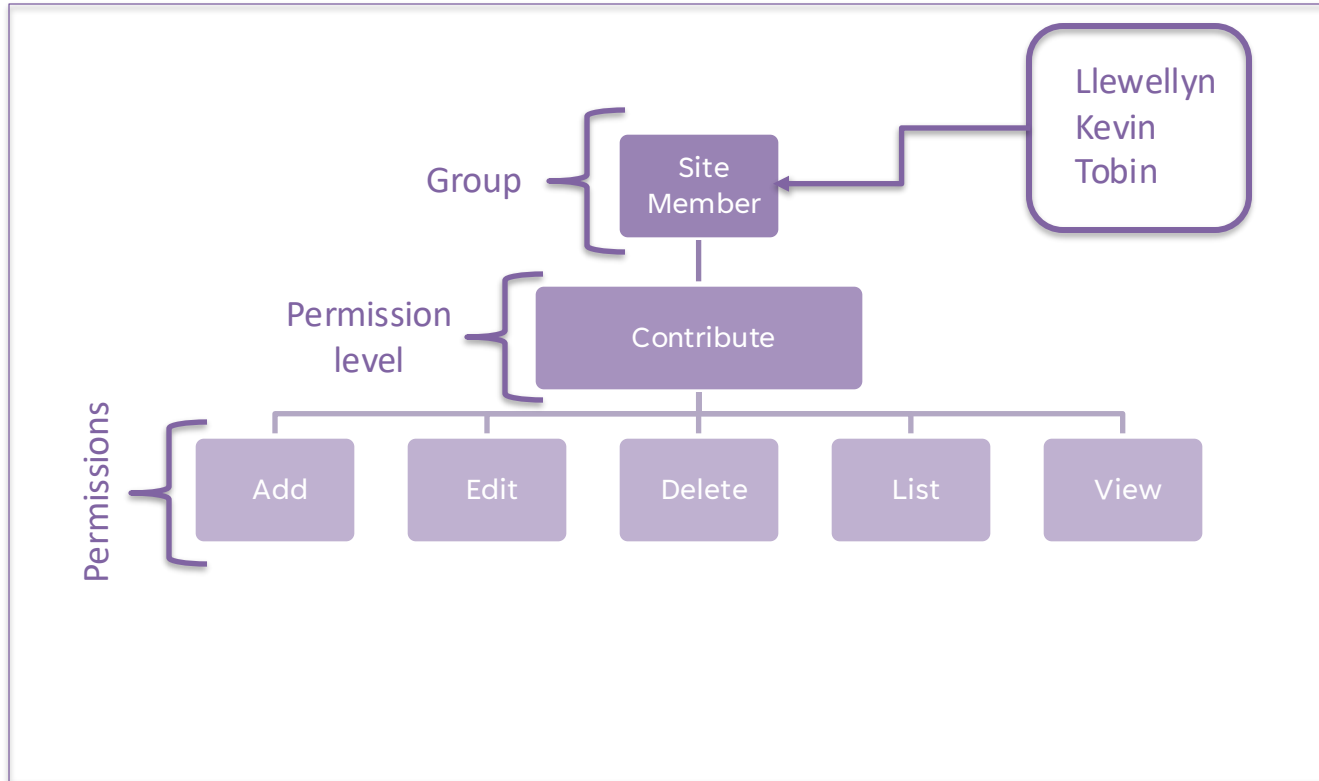 Llewellyn
Kevin
Tobin
Group
Site
Member
Permission
level
Contribute
Permissions
Add
Edit
Delete
List
View